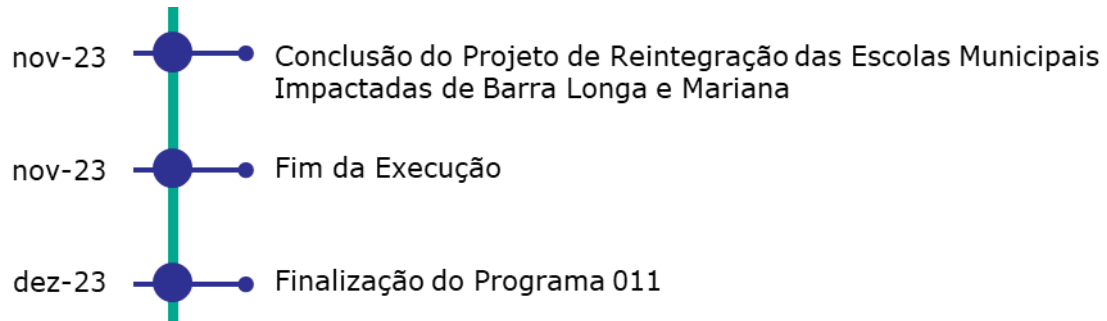 nov-23 Conclusão do Projeto de Reintegração das Escolas Municipais
Impactadas de Barra Longa e Mariana
nov-23 Fim da Execução
dez-23 Finalização do Programa 011